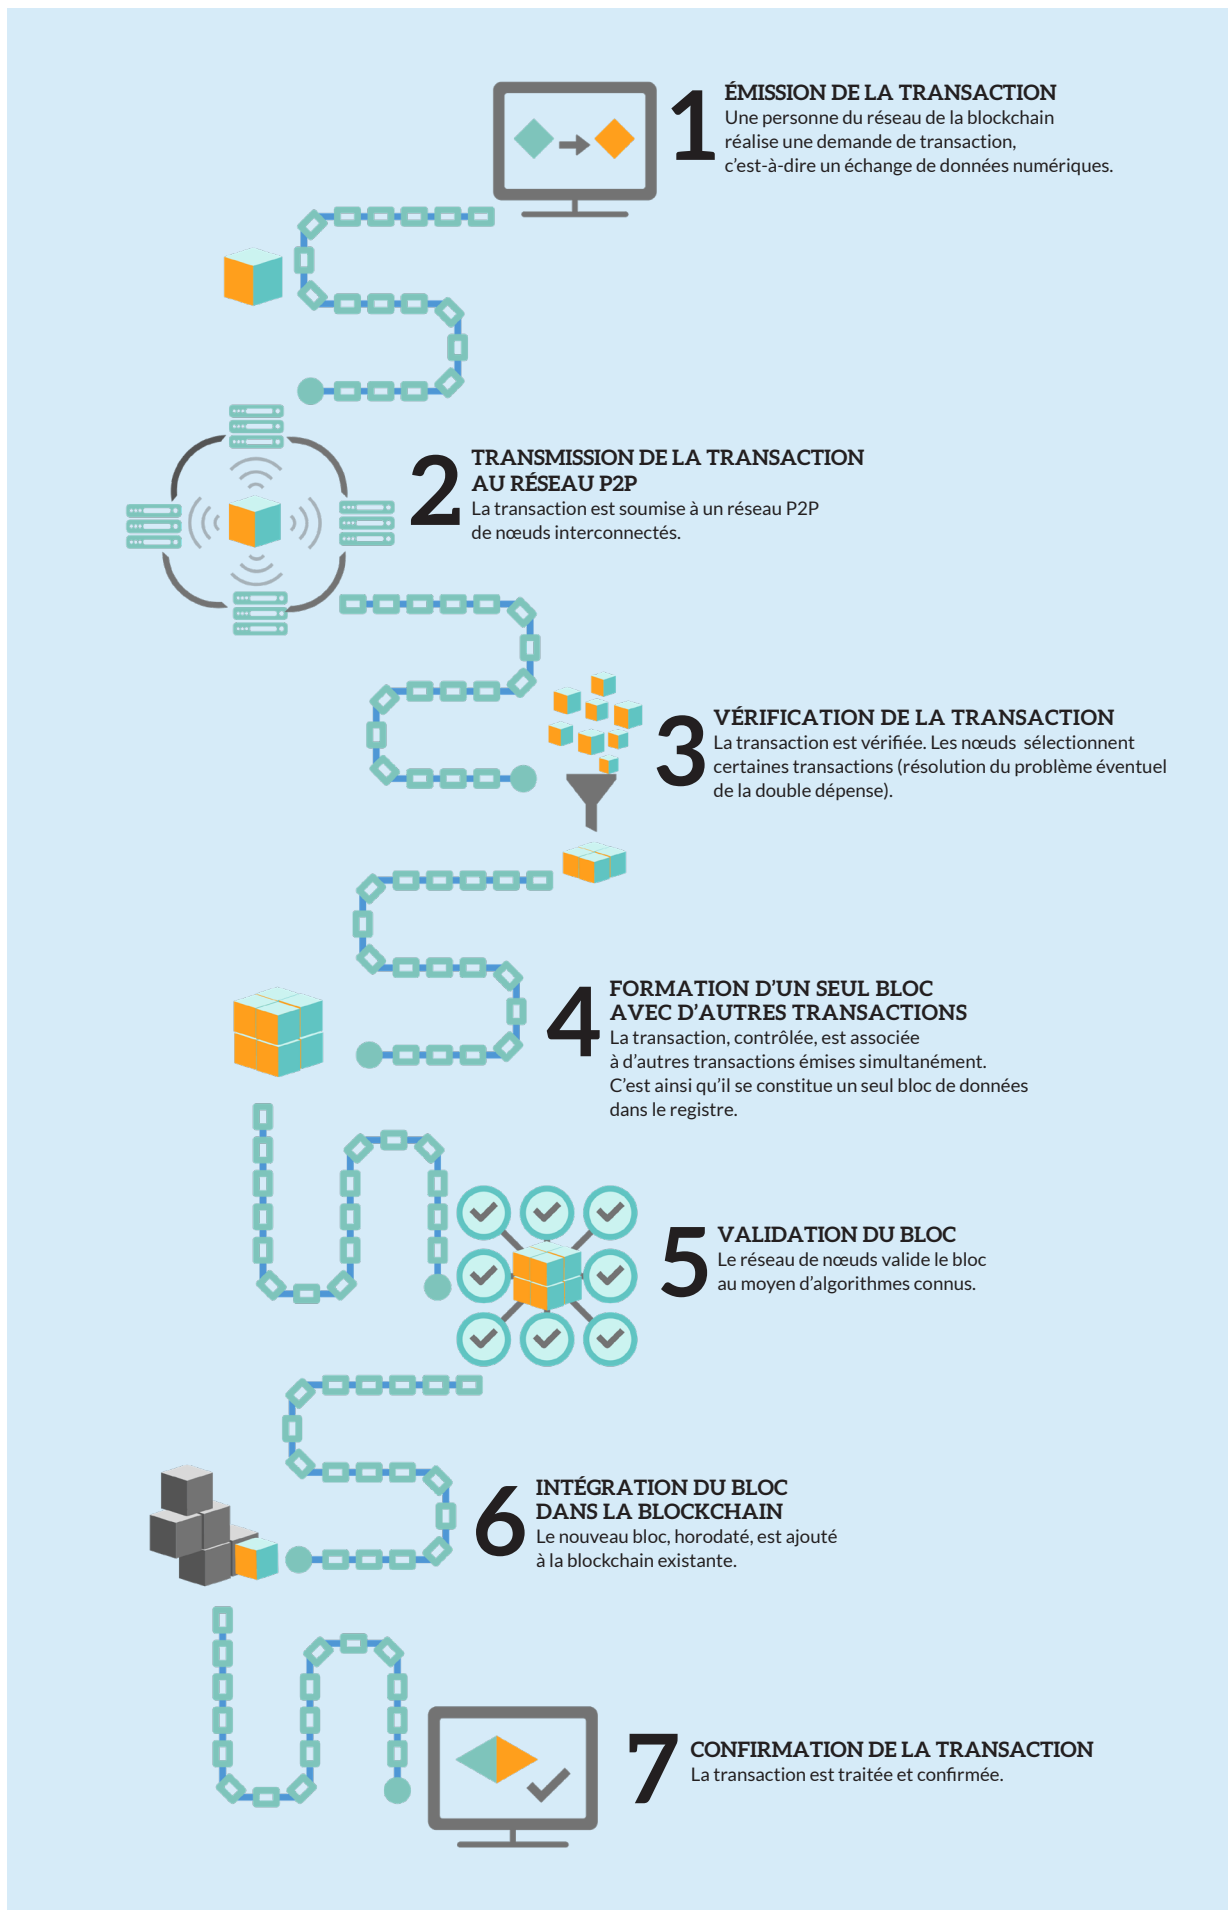 1
ÉMISSION DE LA TRANSACTION
Une personne du réseau de la blockchain
réalise une demande de transaction,
c’est-à-dire un échange de données numériques.
2
TRANSMISSION DE LA TRANSACTION
AU RÉSEAU P2P
La transaction est soumise à un réseau P2P
de nœuds interconnectés.
3
VÉRIFICATION DE LA TRANSACTION
La transaction est vérifiée. Les nœuds sélectionnent
certaines transactions (résolution du problème éventuel
de la double dépense).
4
FORMATION D’UN SEUL BLOC
AVEC D’AUTRES TRANSACTIONS
La transaction, contrôlée, est associée
à d’autres transactions émises simultanément.
C’est ainsi qu’il se constitue un seul bloc de données
dans le registre.
5
VALIDATION DU BLOC
Le réseau de nœuds valide le bloc
au moyen d’algorithmes connus.
6
INTÉGRATION DU BLOC
DANS LA BLOCKCHAIN
Le nouveau bloc, horodaté, est ajouté
à la blockchain existante.
7
CONFIRMATION DE LA TRANSACTION
La transaction est traitée et confirmée.